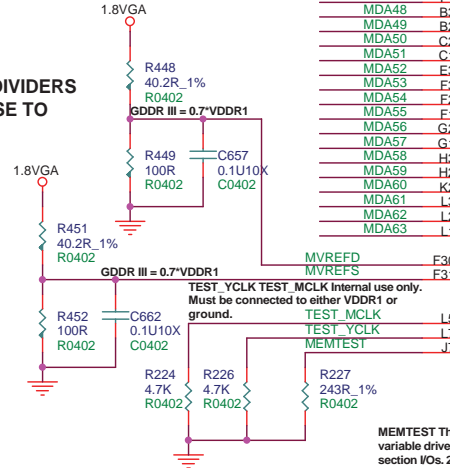 1.8VGA
R448
40.2R_1%
R0402
DIVIDERS
SE TO
GDDR III = 0.7*VDDR1
R449
100R
R0402
C657
0.1U10X
C0402
1.8VGA
R451
40.2R_1%
R0402
GDDR III = 0.7*VDDR1
R452
100R
R0402
C662
0.1U10X
C0402
MDA48
MDA49
MDA50
MDA51
MDA52
MDA53
MDA54
MDA55
MDA56
MDA57
MDA58
MDA59
MDA60
MDA61
MDA62
MDA63
MVREFD
MVREFS
TEST_YCLK TEST_MCLK Internal use only.
Must be connected to either VDDR1 or
ground.
TEST_MCLK
TEST_YCLK
MEMTEST
R224
4.7K
R0402
R226
4.7K
R0402
R227
243R_1%
R0402
MEMTEST Th
variable drive
section I/Os. 2